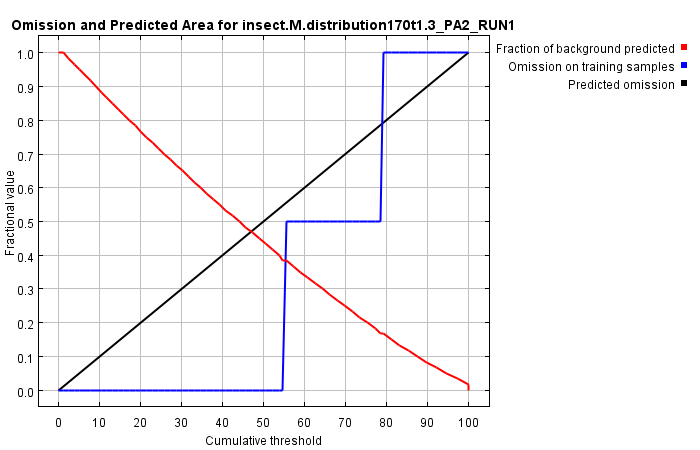 Omission and Predicted Area for insect.M.distribution170t1.3_PA2_RUN1
Fraction of background predicted
Omission on training samples
Predicted omission
1.0
0.9
0.8
0.7
0.6
0.5
0.4
0.3
0.2
0.1
0.0
Fractional value
0 10 20 30 40 50 60 70 80 90 100
Cumulative threshold